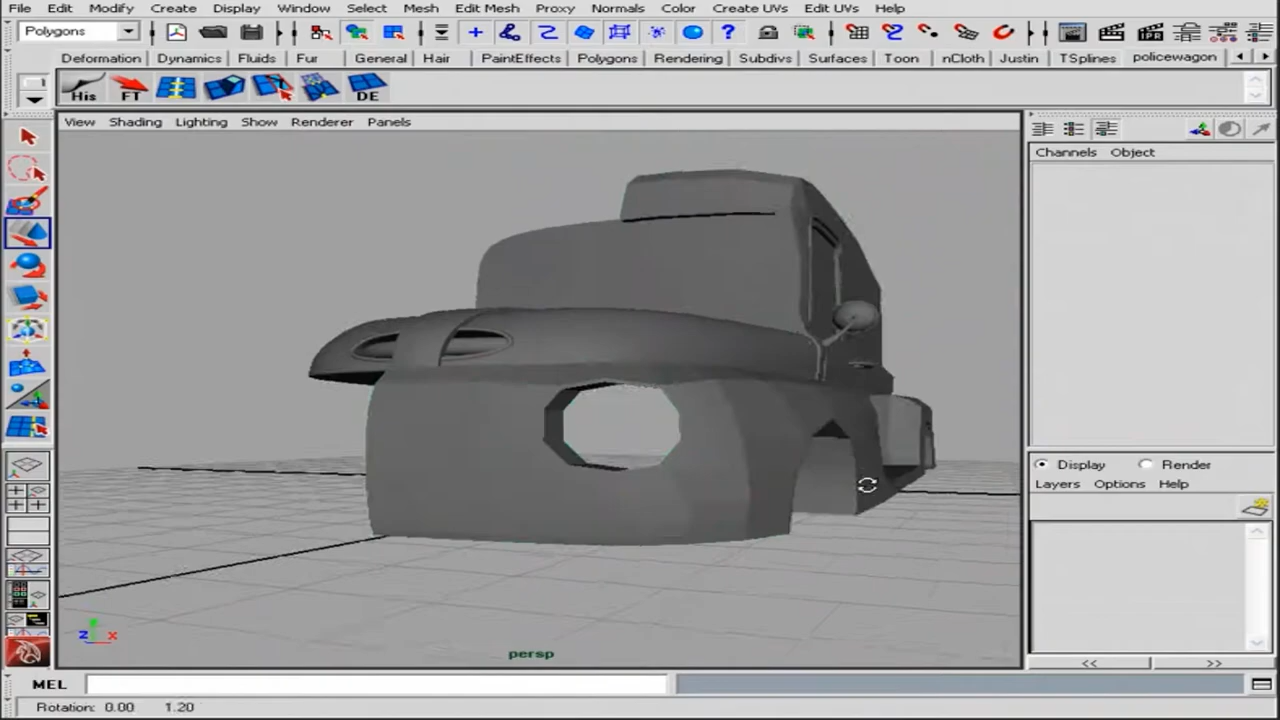 File Edit Modify Create Display Window Select Mesh Edit Mesh Proxy Normals Color Create UVs Edit UVs Help
Polygons
Deformation Dynamics Fluids Fur General Hair PaintEffects Polygons Rendering Subdivs Surfaces Toon nCloth Justin TSplines policewagon
His FT DE
View Shading Lighting Show Renderer Panels
Channels Object
Display Render
Layers Options Help
z x
persp
<< >>
MEL
Rotation: 0.00 1.20